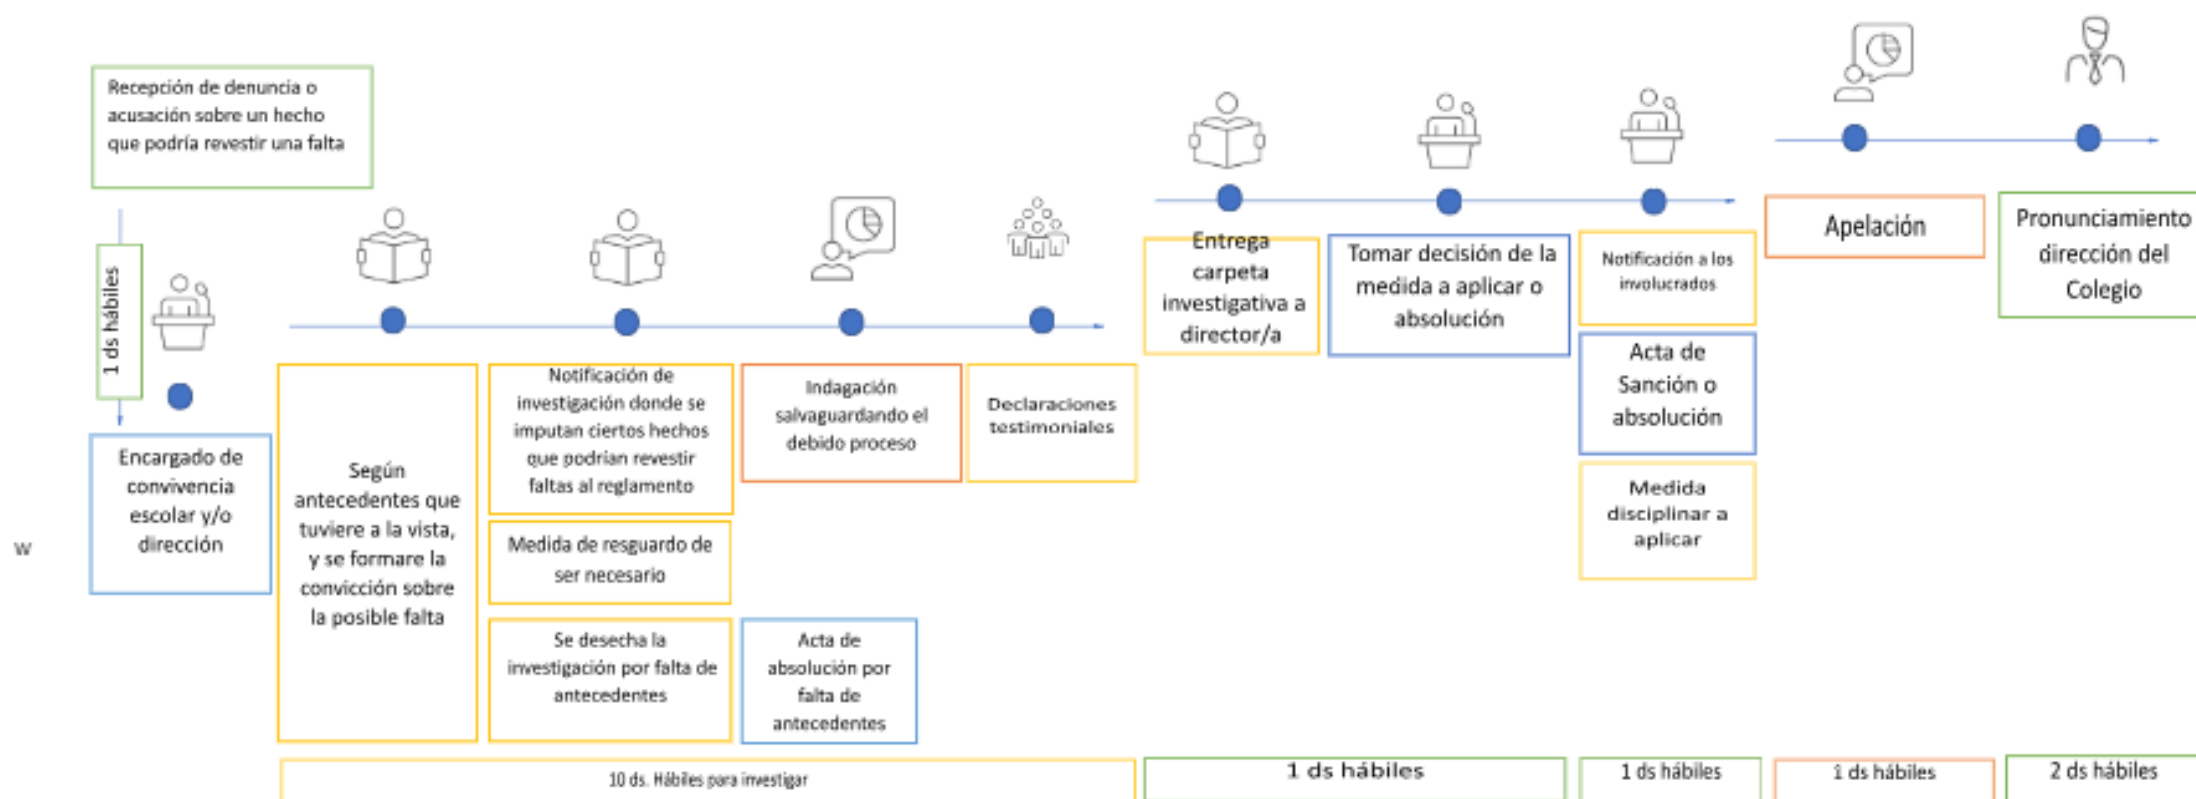 Recepción de denuncia o
acusación sobre un hecho
que podría revestir una falta
1 ds hábiles
Encargado de
convivencia
escolar y/o
dirección
w
Según
antecedentes que
tuviere a la vista,
y se formare la
convicción sobre
la posible falta
Notificación de
investigación donde se
imputan ciertos hechos
que podrían revestir
faltas al reglamento
Medida de resguardo de
ser necesario
Se desecha la
investigación por falta de
antecedentes
Indagación
salvaguardando el
debido proceso
Acta de
absolución por
falta de
antecedentes
Declaraciones
testimoniales
Entrega
carpeta
investigativa a
director/a
Tomar decisión de la
medida a aplicar o
absolución
Notificación a los
involucrados
Acta de
Sanción o
absolución
Medida
disciplinar a
aplicar
Apelación
Pronunciamiento
dirección del
Colegio
10 ds. Hábiles para investigar
1 ds hábiles
1 ds hábiles
1 ds hábiles
2 ds hábiles